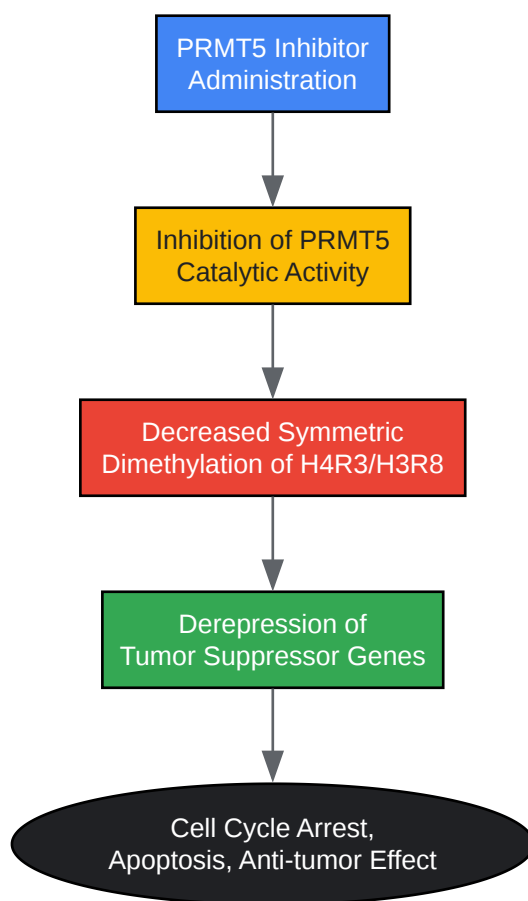 PRMT5 Inhibitor
Administration
Inhibition of PRMT5
Catalytic Activity
Decreased Symmetric
Dimethylation of H4R3/H3R8
Derepression of
Tumor Suppressor Genes
Cell Cycle Arrest,
Apoptosis, Anti-tumor Effect